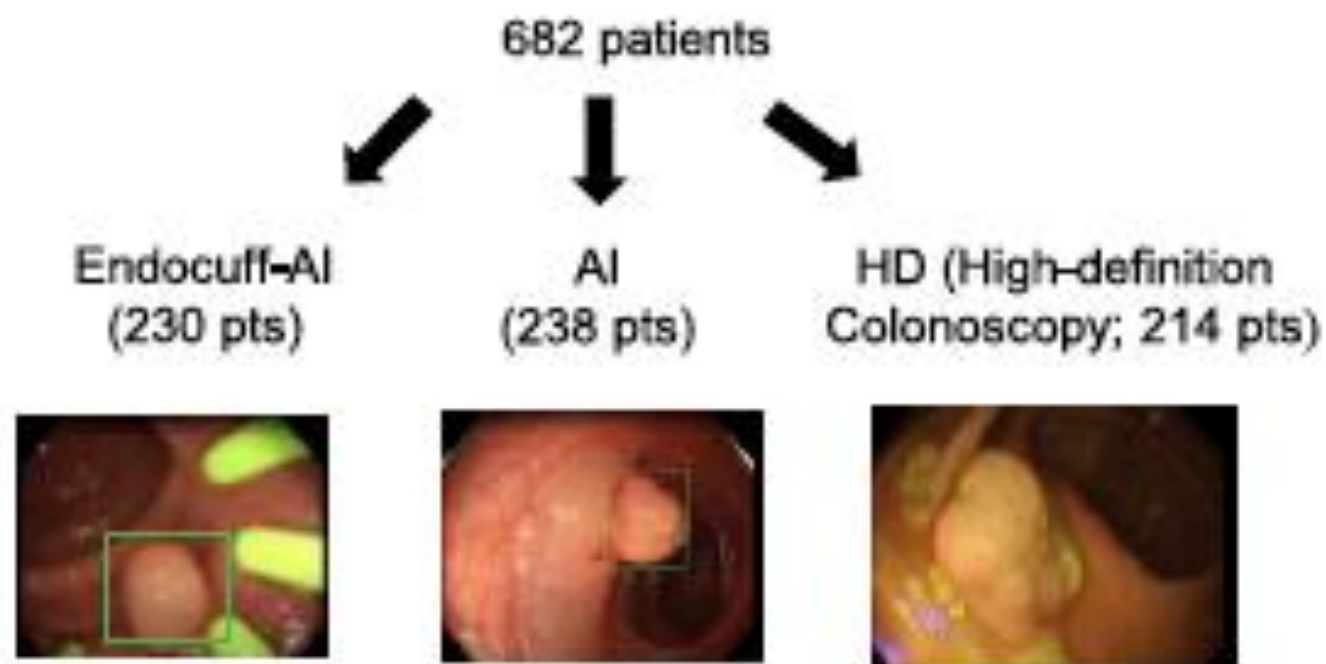 682 patients
Endocuff-AI
(230 pts)
AI
(238 pts)
HD (High-definition
Colonoscopy; 214 pts)